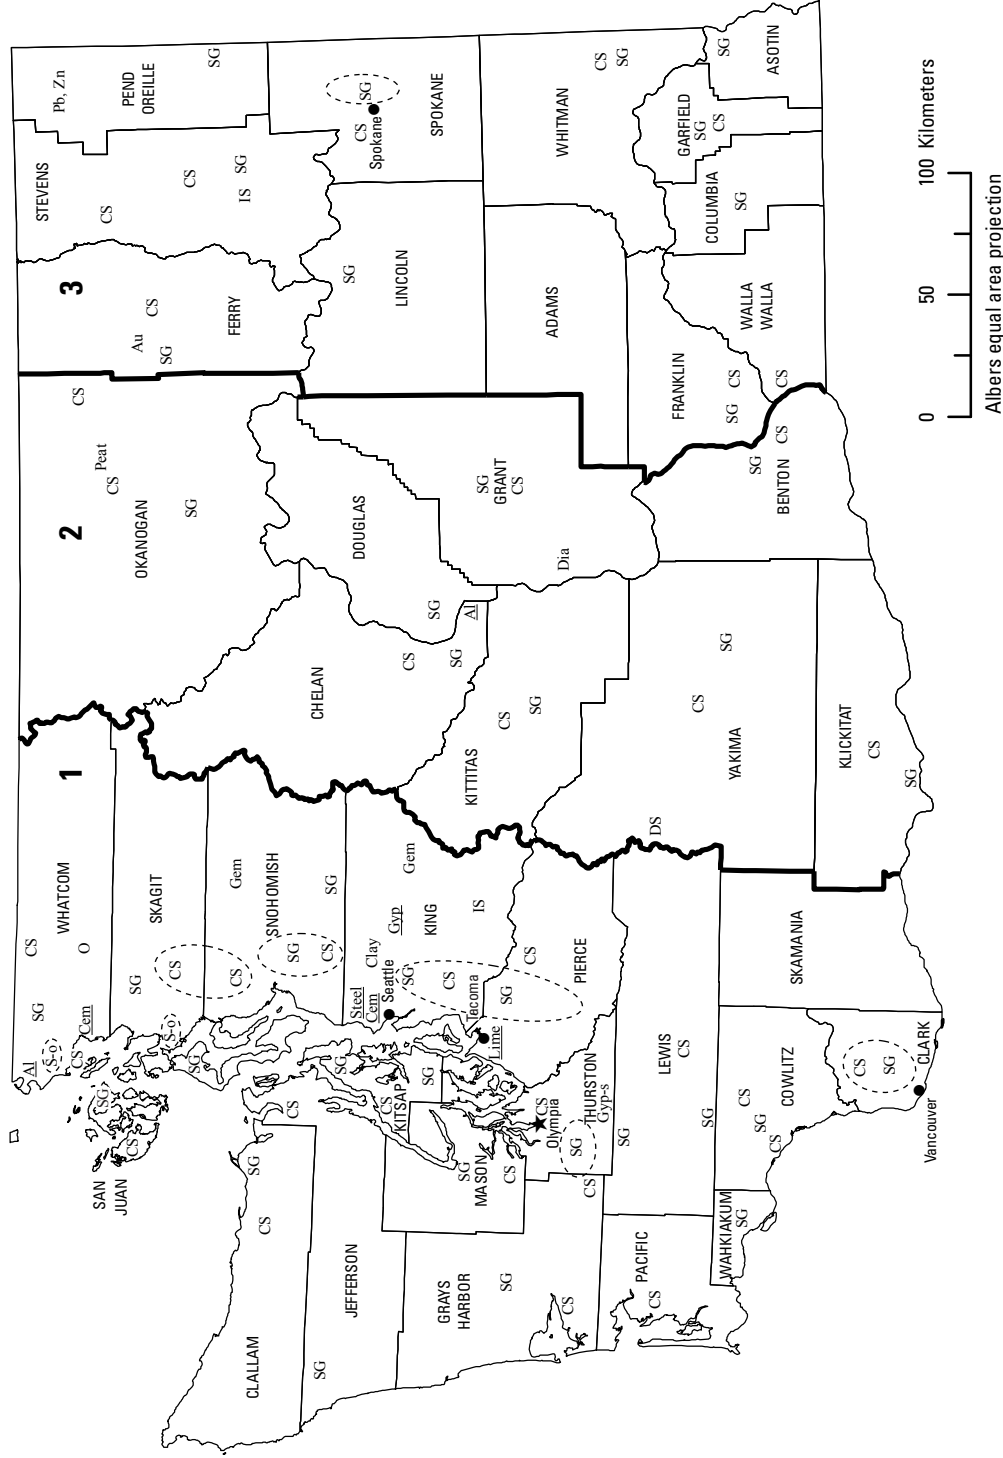 SAN
JUAN
SG
CS
Al
S-o
CS
SG
CS
O
Cem
WHATCOM
1
SG
CS
S-o
SKAGIT
SG
CS
SG
CS
Gem
SNOHOMISH
SG
CLALLAM
CS
SG
JEFFERSON
SG
CS
SG
CS
KITSAP
SG
Steel
Cem
Seattle
Clay
Gyp
SG
CS
KING
Gem
IS
Tacoma
Lime
SG
CS
PIERCE
GRAYS
HARBOR
SG
CS
MASON
SG
CS
CS
CS
Olympia
THURSTON
Gyp-s
SG
SG
PACIFIC
CS
LEWIS
CS
SG
WAHKIAKUM
SG
COWLITZ
CS
SG
CS
SKAMANIA
CLARK
CS
SG
Vancouver
2
OKANOGAN
CS
Peat
CS
SG
CHELAN
CS
SG
DOUGLAS
SG
Al
KITTITAS
CS
SG
GRANT
SG
CS
Dia
YAKIMA
DS
CS
SG
KLICKITAT
CS
SG
BENTON
SG
CS
3
FERRY
Au
SG
CS
STEVENS
CS
CS
IS
SG
PEND
OREILLE
Pb, Zn
SG
LINCOLN
SG
SPOKANE
CS
SG
Spokane
ADAMS
WHITMAN
CS
SG
FRANKLIN
SG
CS
WALLA
WALLA
CS
COLUMBIA
SG
GARFIELD
SG
CS
ASOTIN
SG
0 50 100 Kilometers
Albers equal area projection